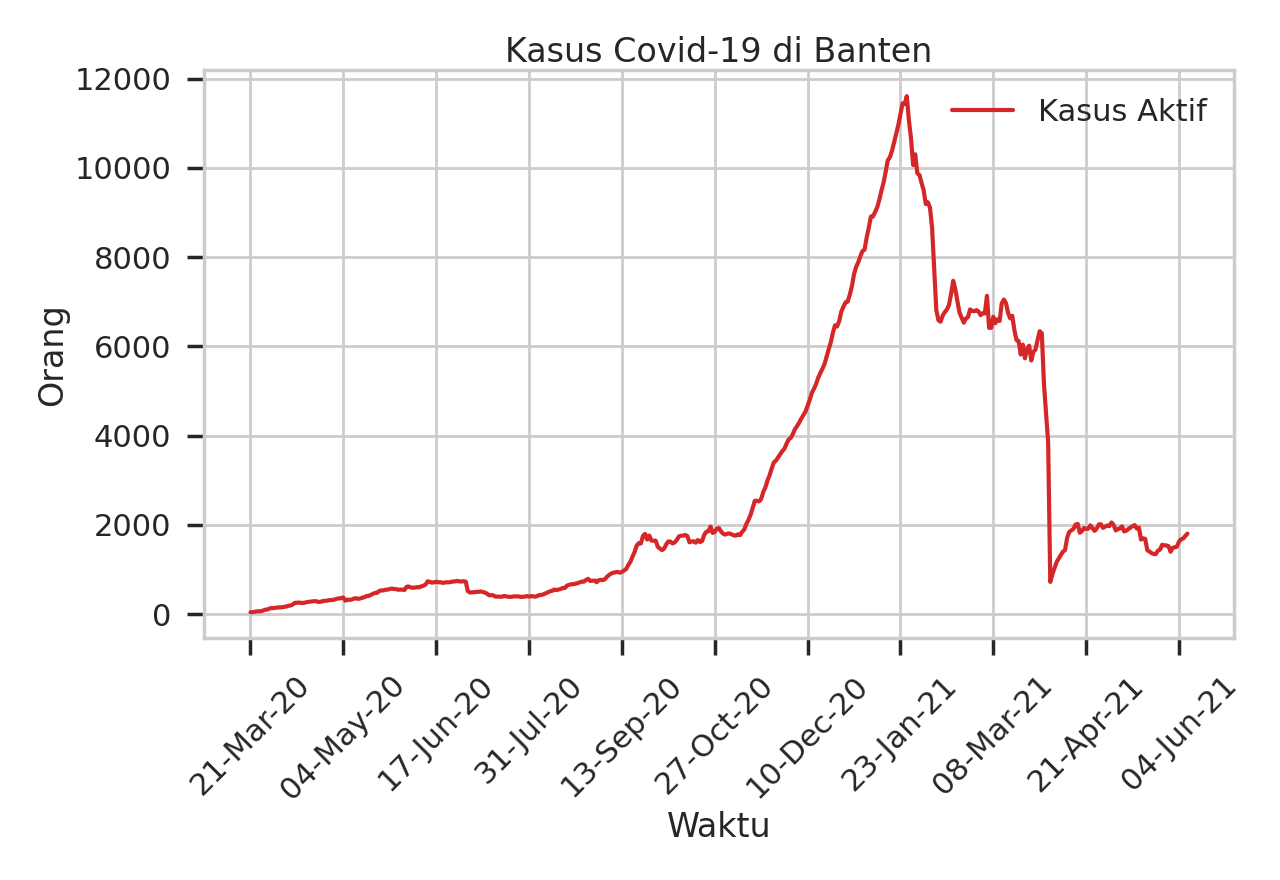 Kasus Covid-19 di Banten
Kasus Aktif
12000
10000
8000
6000
4000
2000
0
Orang
21-Mar-20
04-May-20
17-Jun-20
31-Jul-20
13-Sep-20
27-Oct-20
10-Dec-20
23-Jan-21
08-Mar-21
21-Apr-21
04-Jun-21
Waktu